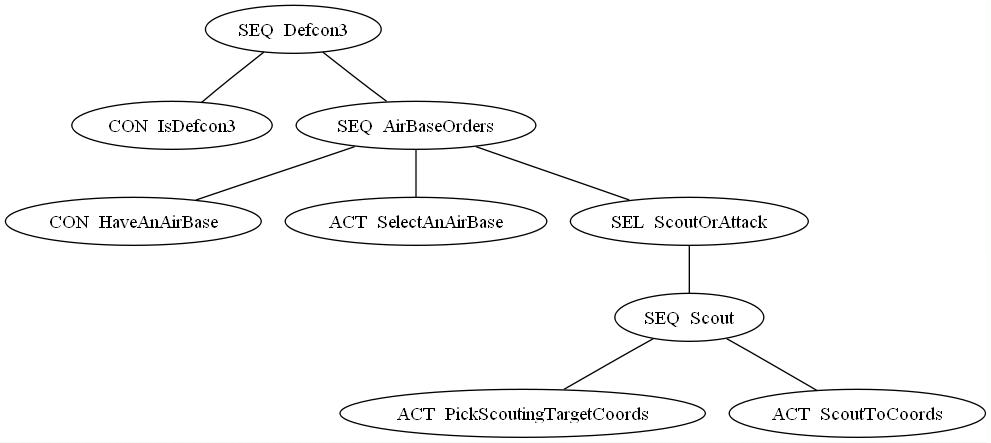 SEQ Defcon3
CON IsDefcon3
SEQ AirBaseOrders
CON HaveAnAirBase
ACT SelectAnAirBase
SEL ScoutOrAttack
SEQ Scout
ACT PickScoutingTargetCoords
ACT ScoutToCoords